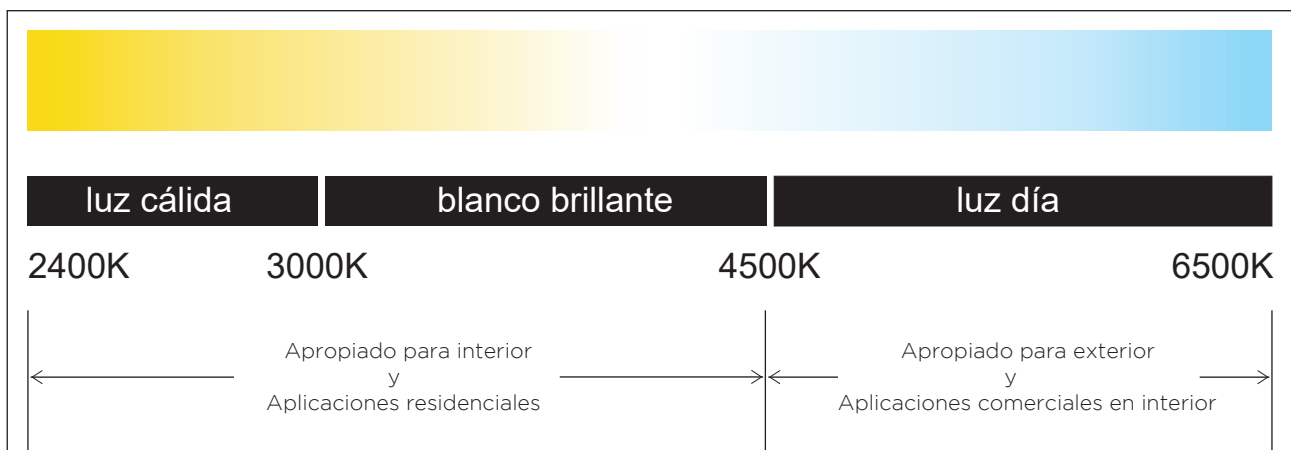 luz cálida blanco brillante luz día
2400K 3000K 4500K 6500K
Apropiado para interior
y
Aplicaciones residenciales
Apropiado para exterior
y
Aplicaciones comerciales en interior